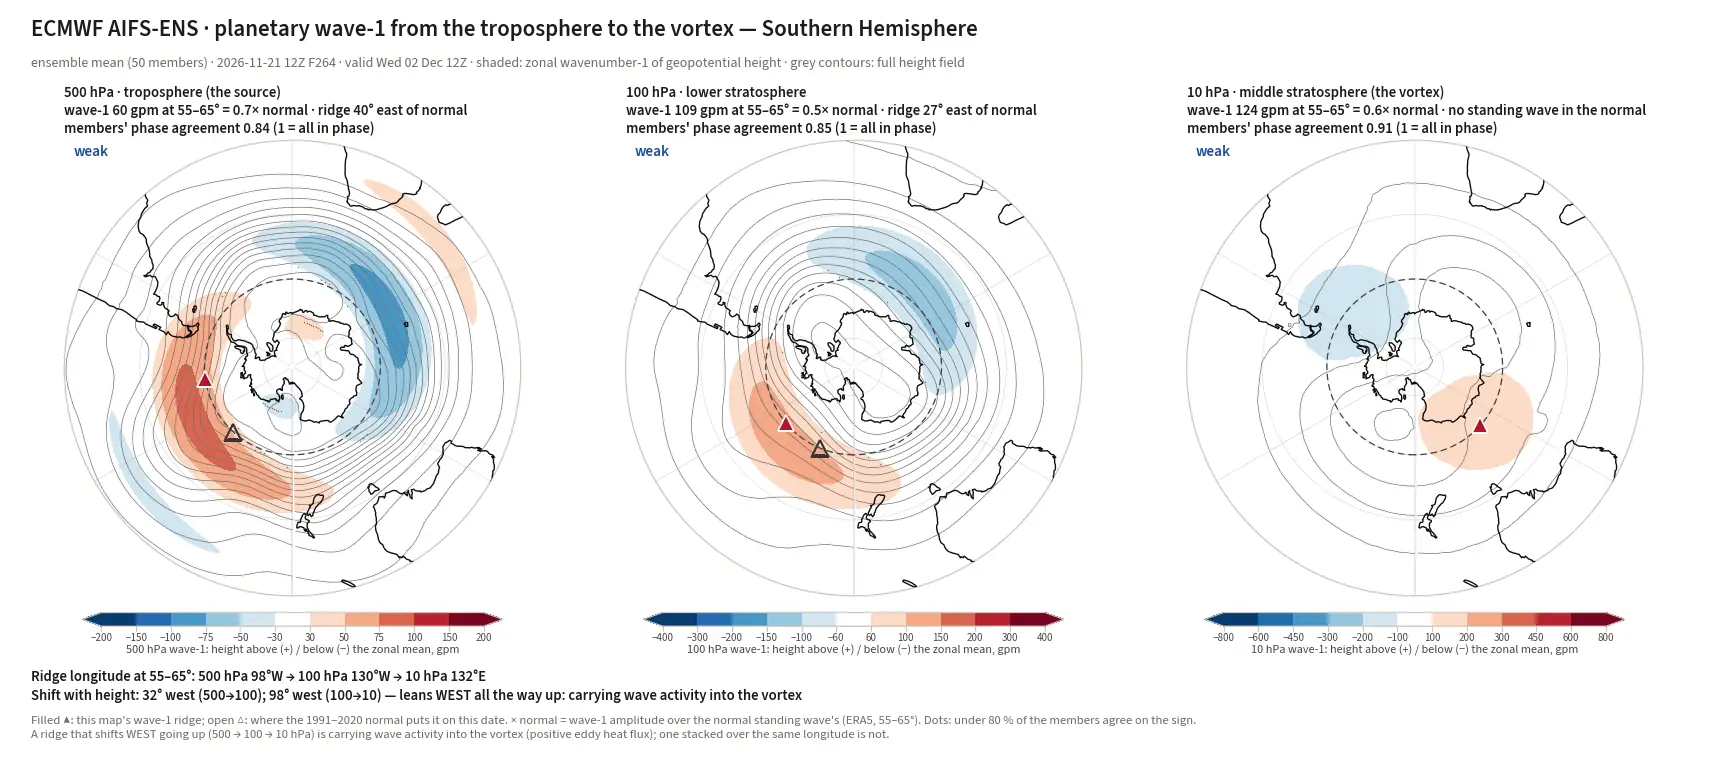 ECMWF AIFS-ENS · planetary wave-1 from the troposphere to the vortex — Southern Hemisphere
ensemble mean (50 members) · 2026-11-21 12Z F264 · valid Wed 02 Dec 12Z · shaded: zonal wavenumber-1 of geopotential height · grey contours: full height field
500 hPa · troposphere (the source)
wave-1 60 gpm at 55–65° = 0.7× normal · ridge 40° east of normal
members' phase agreement 0.84 (1 = all in phase)
weak
100 hPa · lower stratosphere
wave-1 109 gpm at 55–65° = 0.5× normal · ridge 27° east of normal
members' phase agreement 0.85 (1 = all in phase)
weak
10 hPa · middle stratosphere (the vortex)
wave-1 124 gpm at 55–65° = 0.6× normal · no standing wave in the normal
members' phase agreement 0.91 (1 = all in phase)
weak
−200 −150 −100 −75 −50 −30 30 50 75 100 150 200
500 hPa wave-1: height above (+) / below (−) the zonal mean, gpm
−400 −300 −200 −150 −100 −60 60 100 150 200 300 400
100 hPa wave-1: height above (+) / below (−) the zonal mean, gpm
−800 −600 −450 −300 −200 −100 100 200 300 450 600 800
10 hPa wave-1: height above (+) / below (−) the zonal mean, gpm
Ridge longitude at 55–65°: 500 hPa 98°W → 100 hPa 130°W → 10 hPa 132°E
Shift with height: 32° west (500→100); 98° west (100→10) — leans WEST all the way up: carrying wave activity into the vortex
Filled ▲: this map's wave-1 ridge; open △: where the 1991–2020 normal puts it on this date. × normal = wave-1 amplitude over the normal standing wave's (ERA5, 55–65°). Dots: under 80 % of the members agree on the sign.
A ridge that shifts WEST going up (500 → 100 → 10 hPa) is carrying wave activity into the vortex (positive eddy heat flux); one stacked over the same longitude is not.